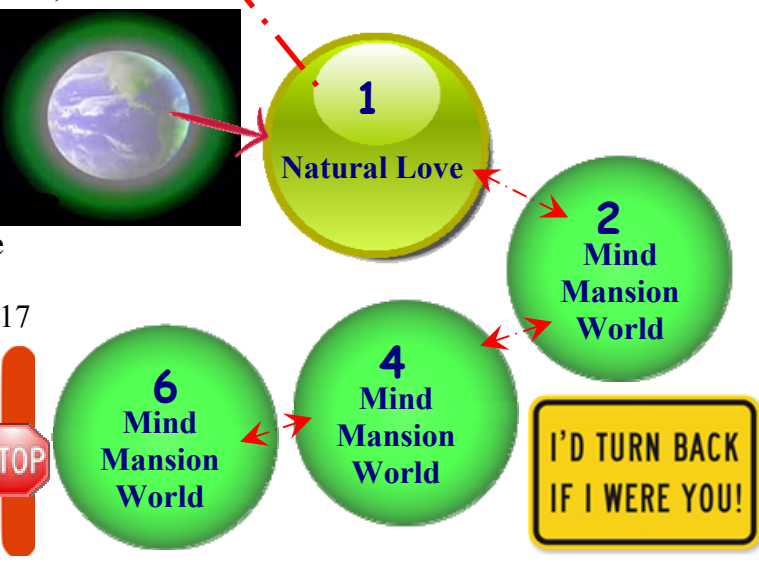 1
Natural Love
2
Mind
Mansion
World
e
17
4
Mind
Mansion
World
6
Mind
Mansion
World
TOP
I'D TURN BACK
IF I WERE YOU!